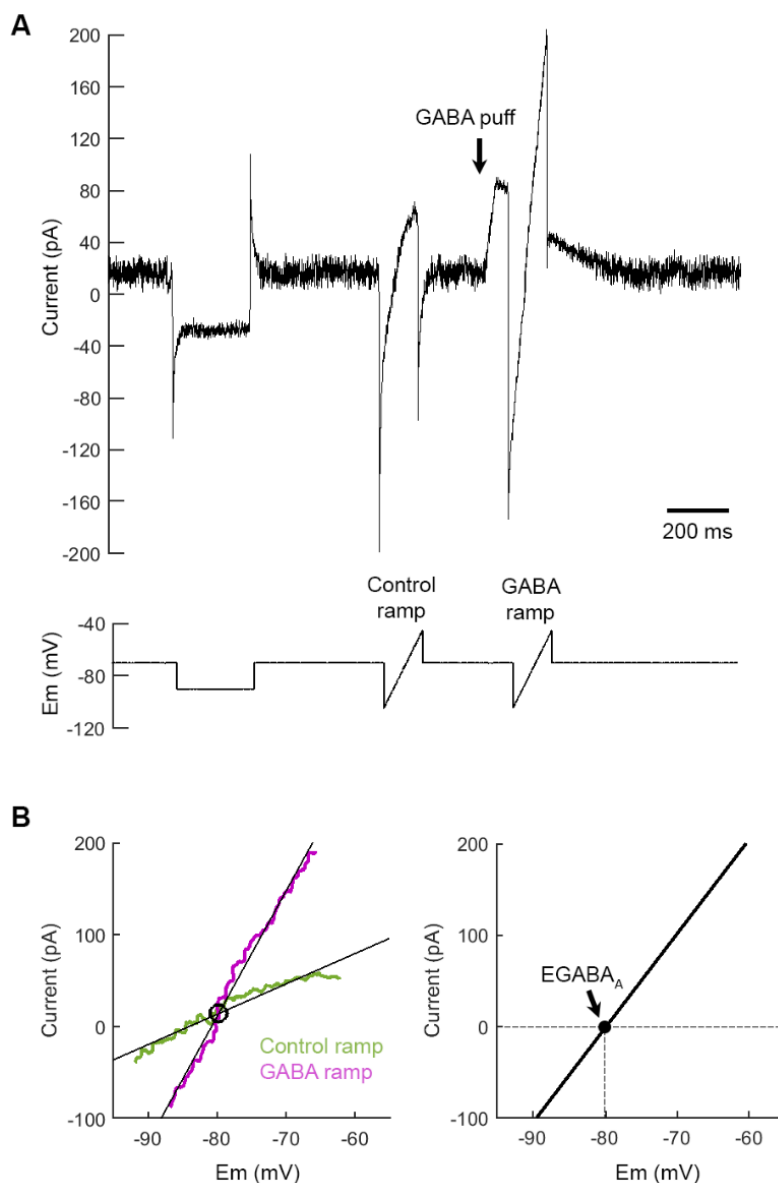 A
200
160
120
80
40
0
-40
-80
-120
-160
-200
Current (pA)
GABA puff
200 ms
Control
ramp
GABA
ramp
-40
-80
-120
Em (mV)
B
200
100
0
-100
Current (pA)
Control ramp
GABA ramp
-90 -80 -70 -60
Em (mV)
200
100
0
-100
Current (pA)
EGABAA
-90 -80 -70 -60
Em (mV)